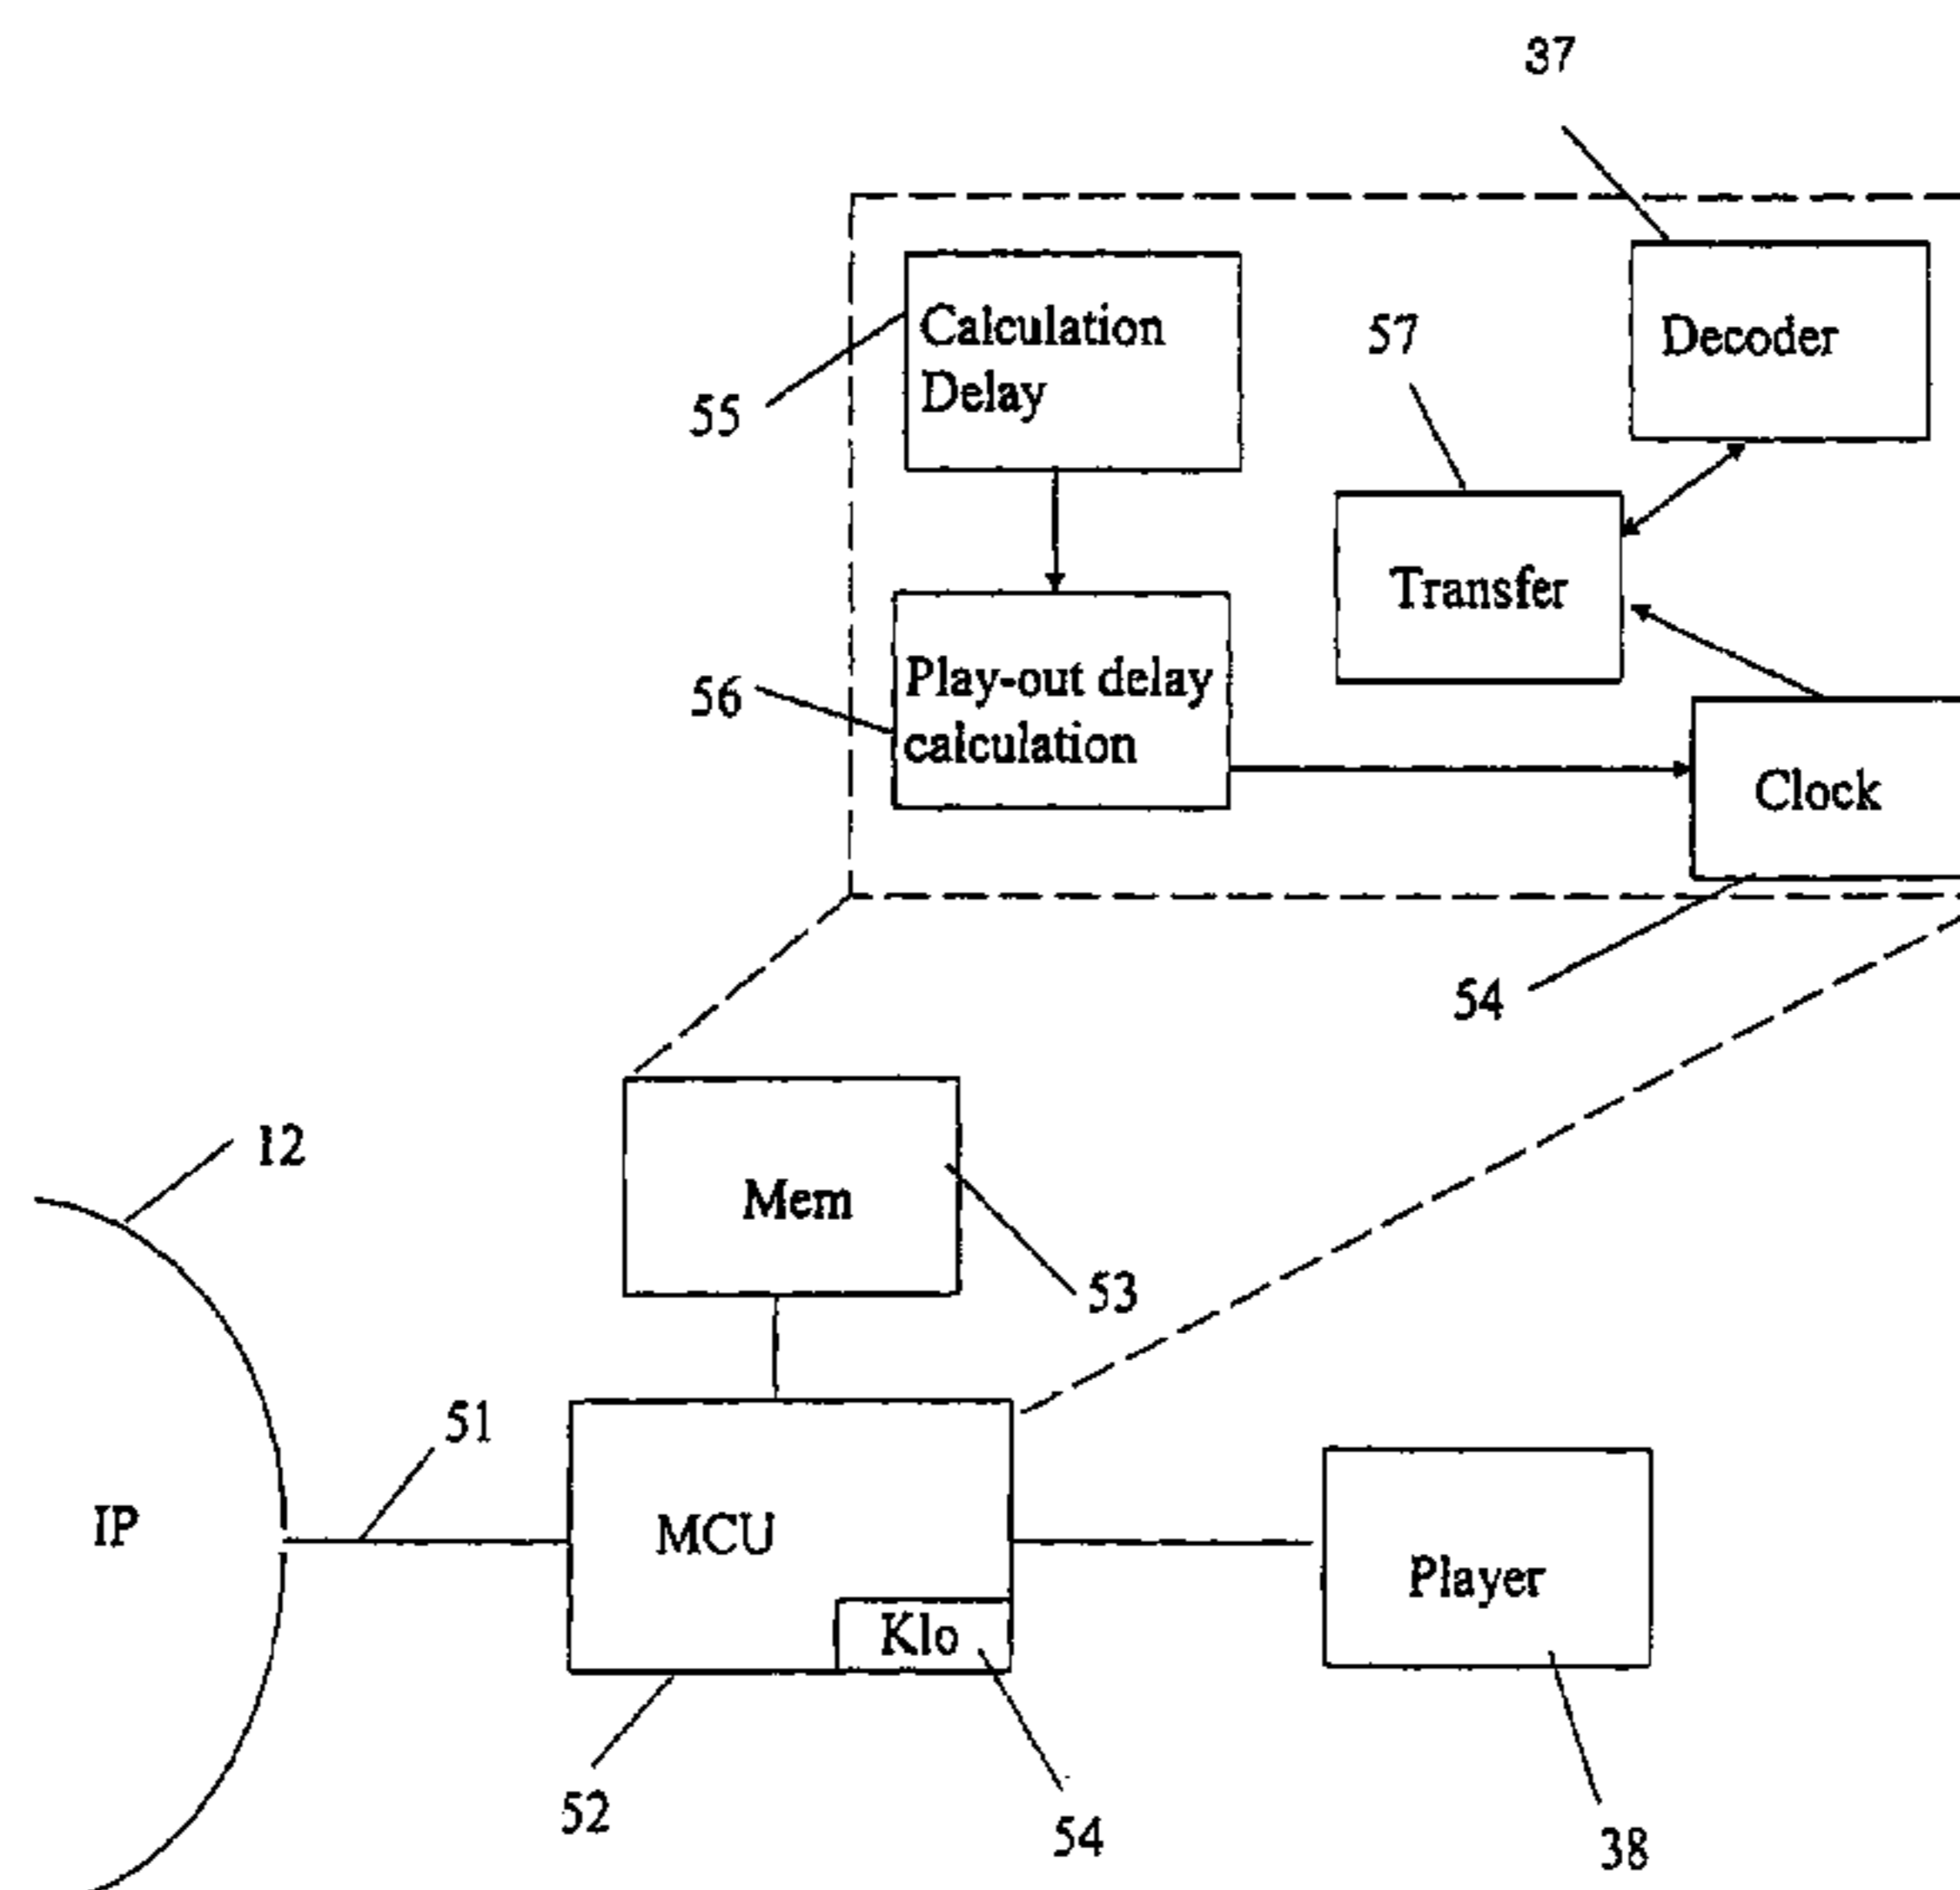 37
Calculation
Delay
57
Decoder
55
Transfer
Play-out delay
calculation
56
Clock
54
12
Mem
53
51
IP
MCU
Player
Klo
52
54
38